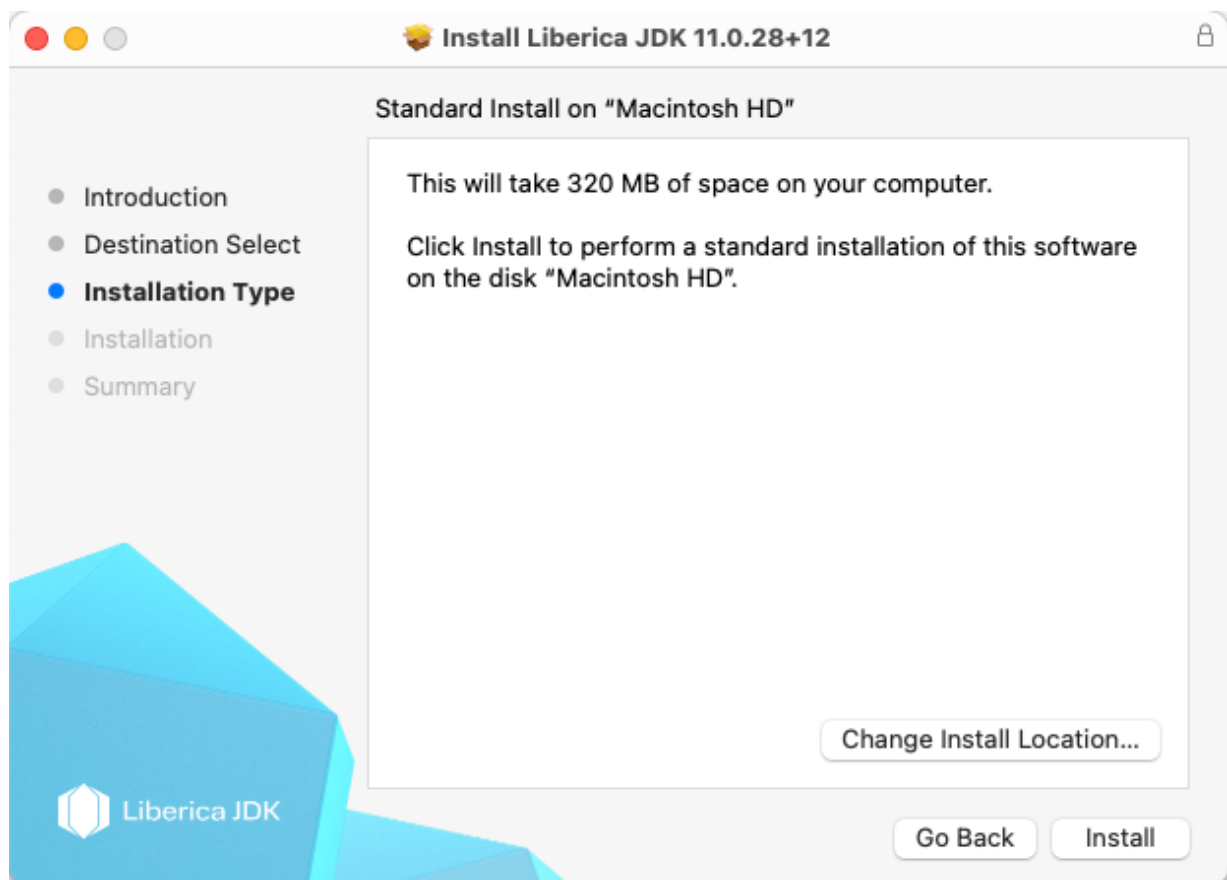 Install Liberica JDK 11.0.28+12
Standard Install on “Macintosh HD”
Introduction
Destination Select
Installation Type
Installation
Summary
This will take 320 MB of space on your computer.
Click Install to perform a standard installation of this software
on the disk “Macintosh HD”.
Change Install Location...
Liberica JDK
Go Back
Install